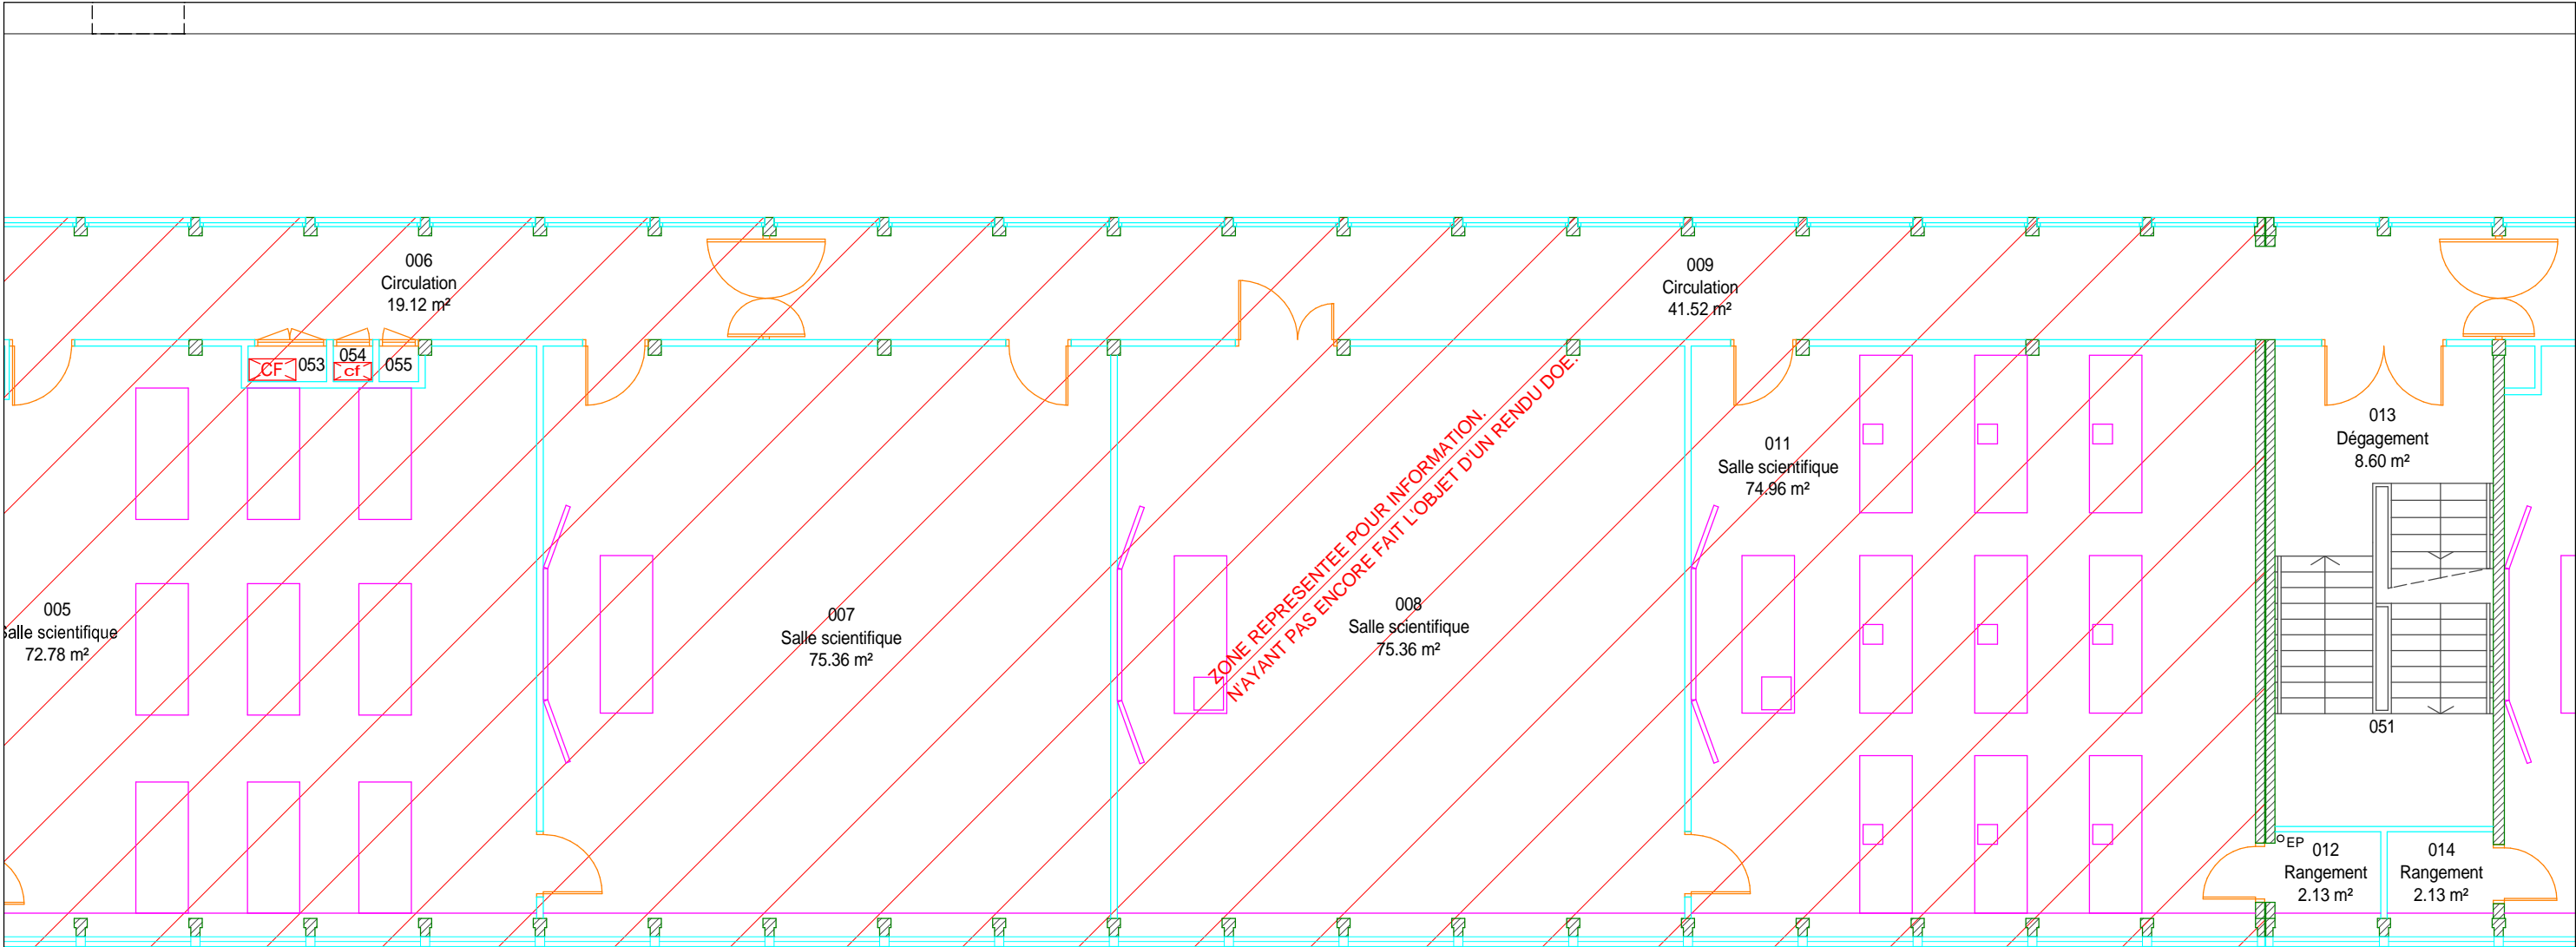 006
Circulation
19.12 m²
009
Circulation
41.52 m²
CF
053
054
cf
055
013
Dégagement
8.60 m²
011
Salle scientifique
74.96 m²
ZONE REPRESENTEE POUR INFORMATION.
N'AYANT PAS ENCORE FAIT L'OBJET D'UN RENDU DOE.
005
Salle scientifique
72.78 m²
007
Salle scientifique
75.36 m²
008
Salle scientifique
75.36 m²
051
EP
012
Rangement
2.13 m²
014
Rangement
2.13 m²